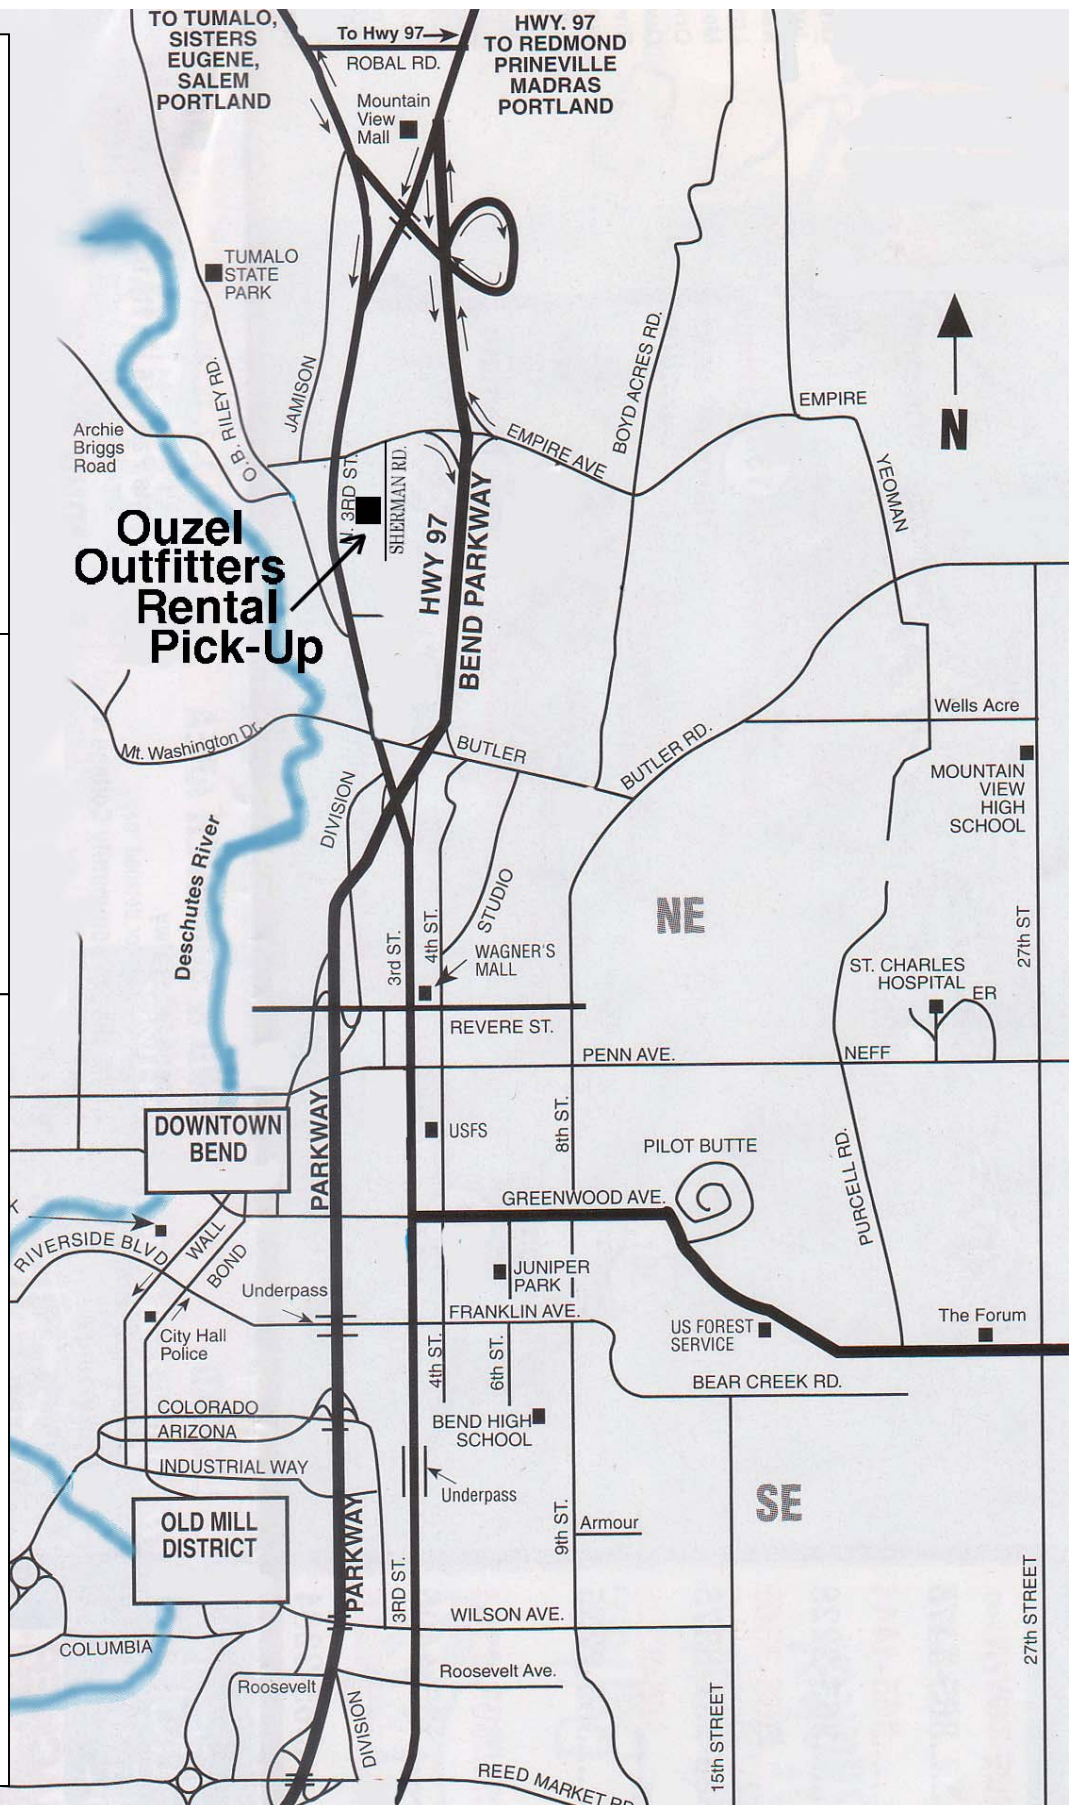 TO TUMALO,
SISTERS
EUGENE,
SALEM
PORTLAND
To Hwy 97
ROBAL RD.
HWY. 97
TO REDMOND
PRINEVILLE
MADRAS
PORTLAND
Mountain
View
Mall
TUMALO
STATE
PARK
O.B. RILEY RD.
JAMISON
BOYD ACRES RD.
N
Archie
Briggs
Road
EMPIRE AVE
EMPIRE
YEOMAN
N. 3RD ST.
SHERMAN RD.
HWY 97
BEND PARKWAY
Ouzel
Outfitters
Rental
Pick-Up
Mt. Washington Dr.
BUTLER
BUTLER RD.
Wells Acre
MOUNTAIN
VIEW
HIGH
SCHOOL
DIVISION
Deschutes River
STUDIO
NE
3rd ST.
4th ST.
WAGNER'S
MALL
27th ST
ST. CHARLES
HOSPITAL
ER
REVERE ST.
PENN AVE.
NEFF
DOWNTOWN
BEND
PARKWAY
USFS
8th ST.
PILOT BUTTE
PURCELL RD.
GREENWOOD AVE.
RIVERSIDE BLVD
WALL
BOND
Underpass
JUNIPER
PARK
FRANKLIN AVE.
City Hall
Police
US FOREST
SERVICE
The Forum
4th ST.
6th ST.
BEAR CREEK RD.
COLORADO
ARIZONA
BEND HIGH
SCHOOL
INDUSTRIAL WAY
Underpass
SE
OLD MILL
DISTRICT
PARKWAY
3RD ST.
9th ST.
Armour
WILSON AVE.
27th STREET
COLUMBIA
Roosevelt
Roosevelt Ave.
DIVISION
15th STREET
REED MARKET RD